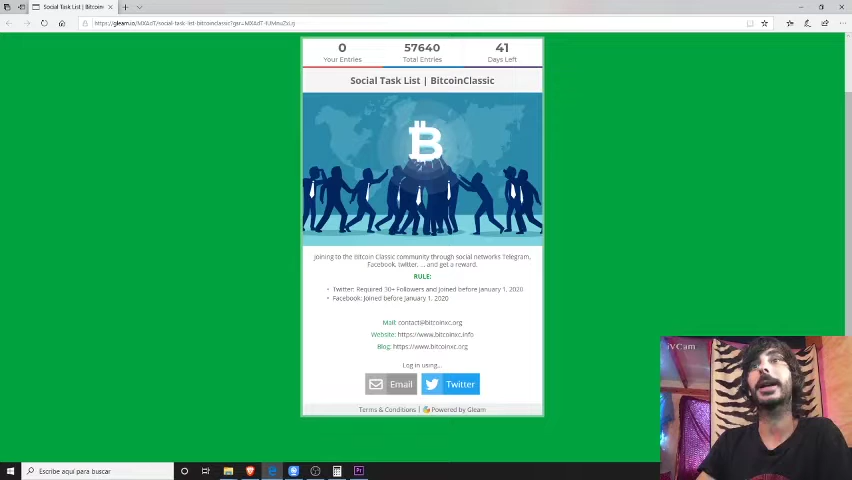 Social Task List | Bitcoin
0 57640 41
Your Entries Total Entries Days Left
Social Task List | BitcoinClassic
Joining to the Bitcoin Classic community through social networks Telegram,
Facebook, twitter, ... and get a reward.
RULE:
Twitter: Required 30+ Followers and Joined before January 1, 2020
Facebook: Joined before January 1, 2020
Mail: contact@bitcoinxc.org
Website: https://www.bitcoinxc.info
Blog: https://www.bitcoinxc.org
Log in using...
Email Twitter
Terms & Conditions | Powered by Gleam
iVCam
Escribe aquí para buscar